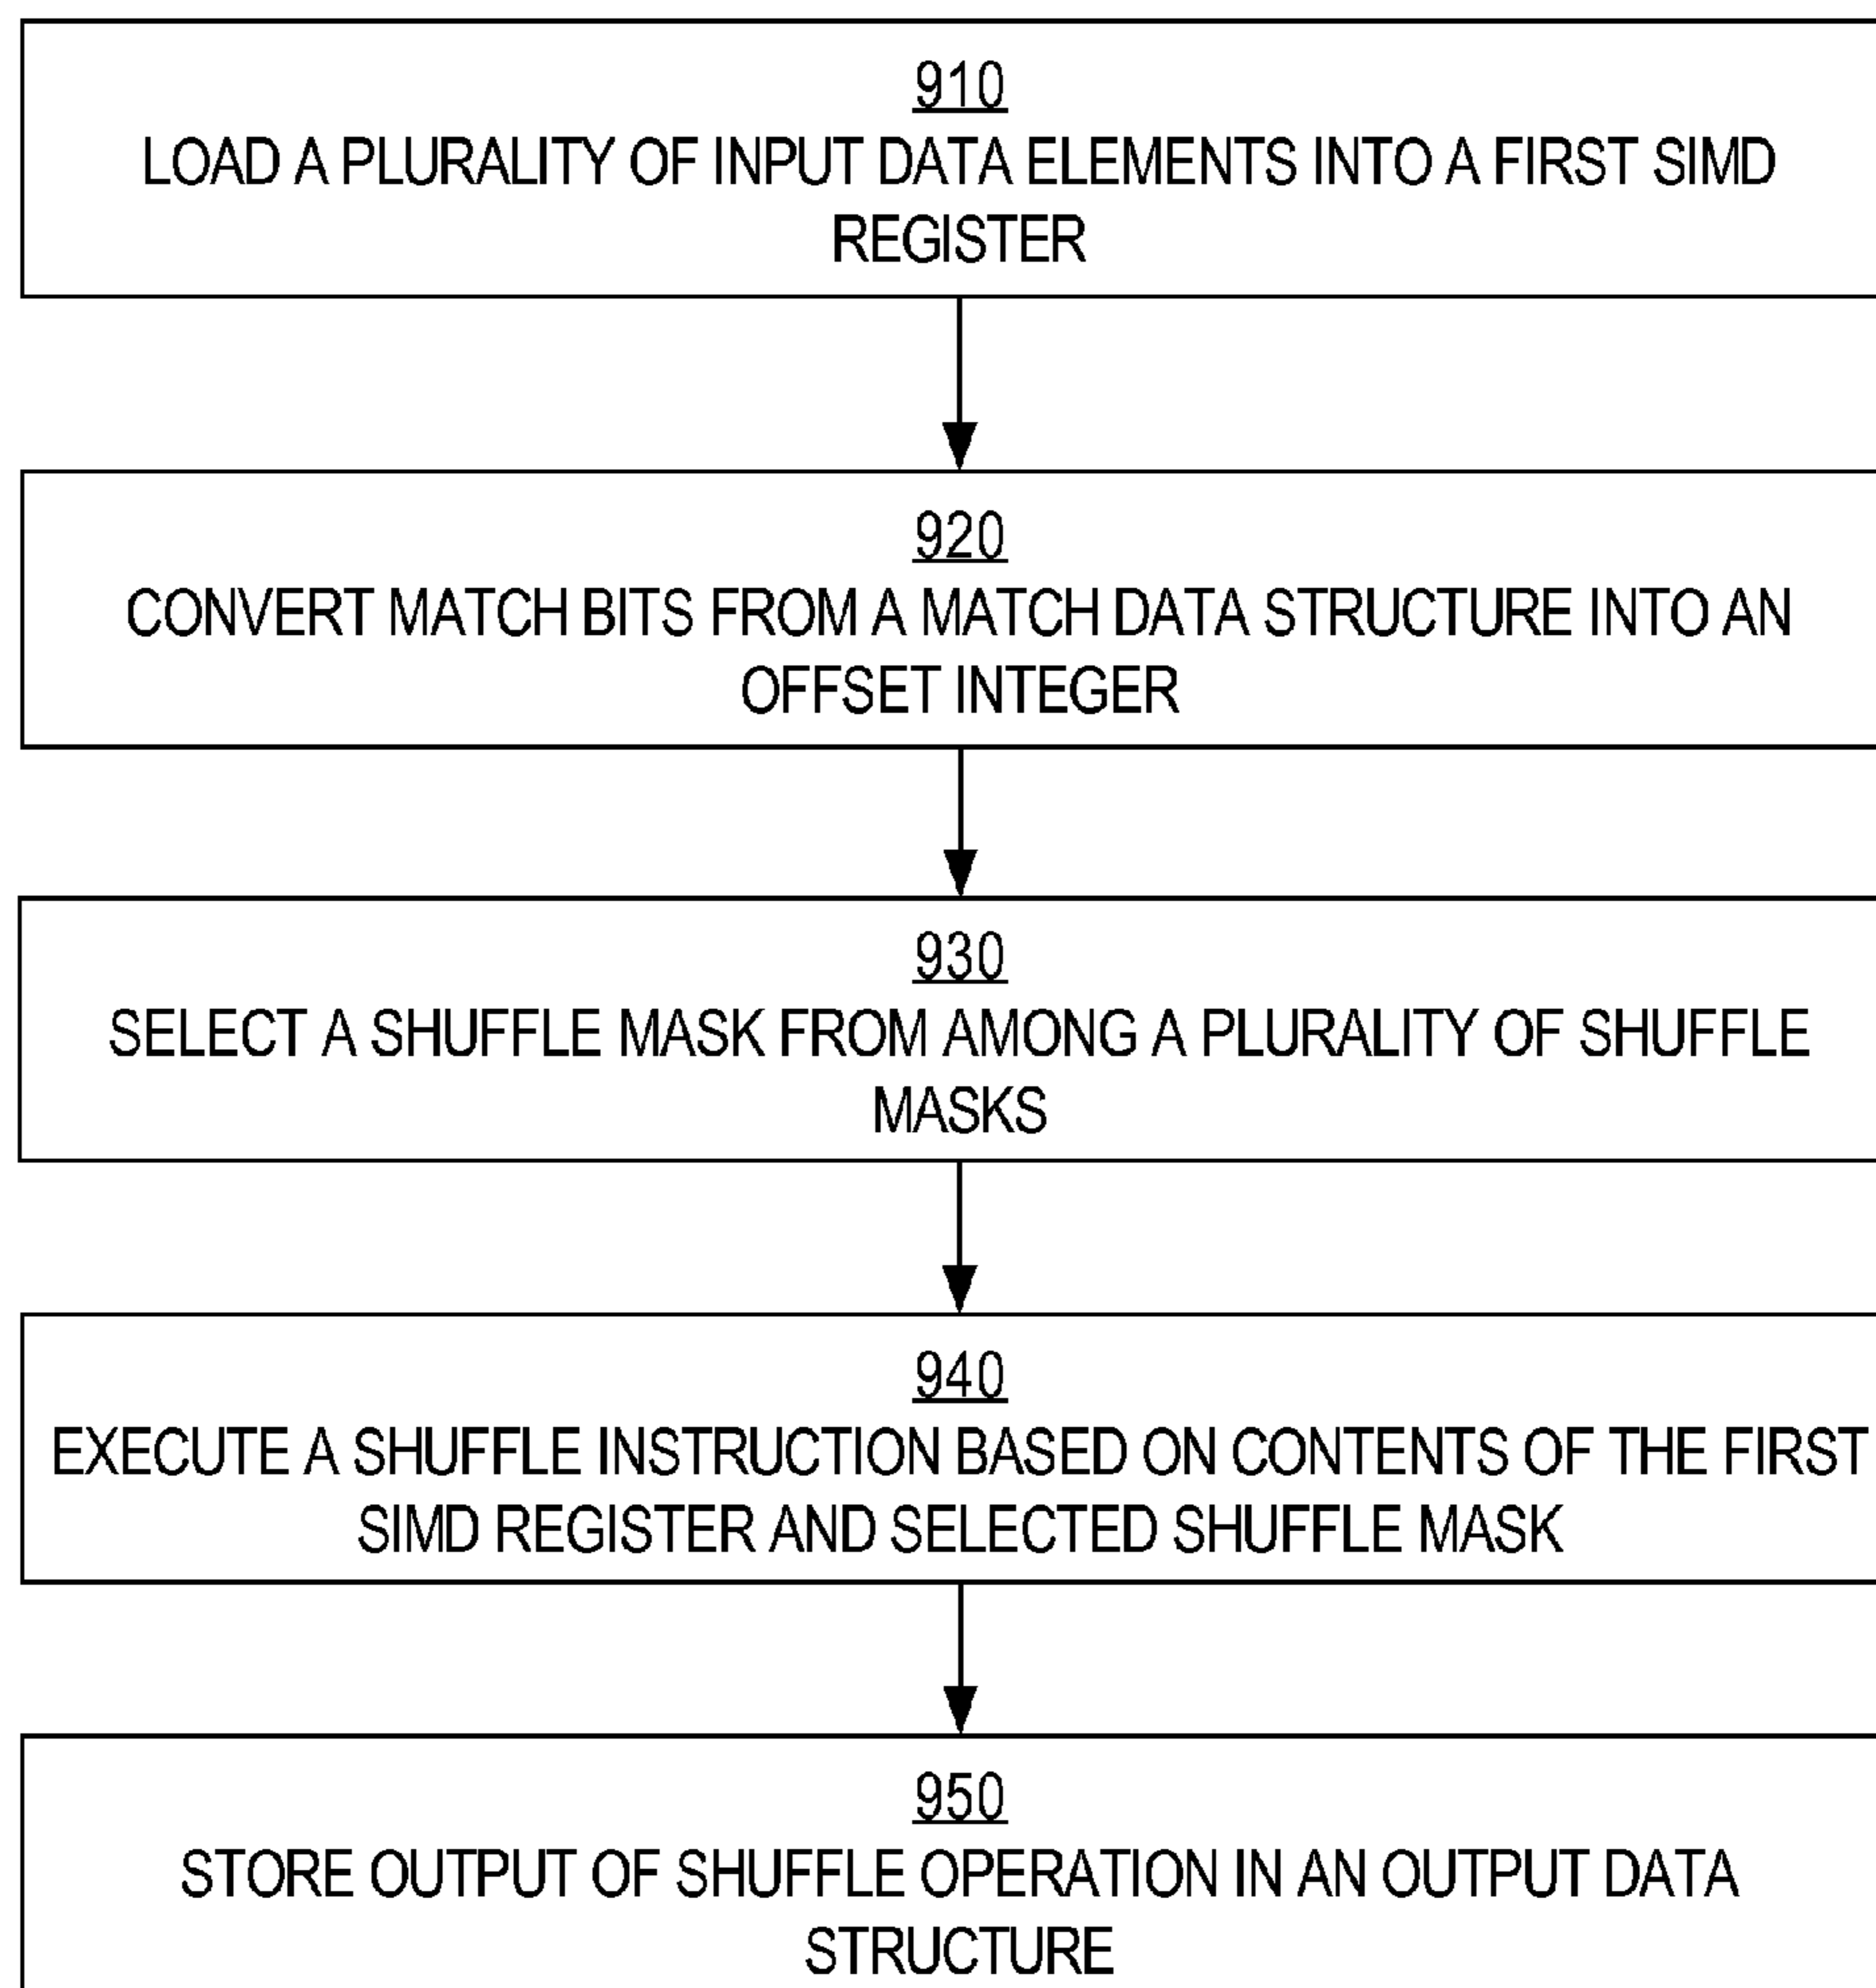 910
LOAD A PLURALITY OF INPUT DATA ELEMENTS INTO A FIRST SIMD
REGISTER
920
CONVERT MATCH BITS FROM A MATCH DATA STRUCTURE INTO AN
OFFSET INTEGER
930
SELECT A SHUFFLE MASK FROM AMONG A PLURALITY OF SHUFFLE
MASKS
940
EXECUTE A SHUFFLE INSTRUCTION BASED ON CONTENTS OF THE FIRST
SIMD REGISTER AND SELECTED SHUFFLE MASK
950
STORE OUTPUT OF SHUFFLE OPERATION IN AN OUTPUT DATA
STRUCTURE